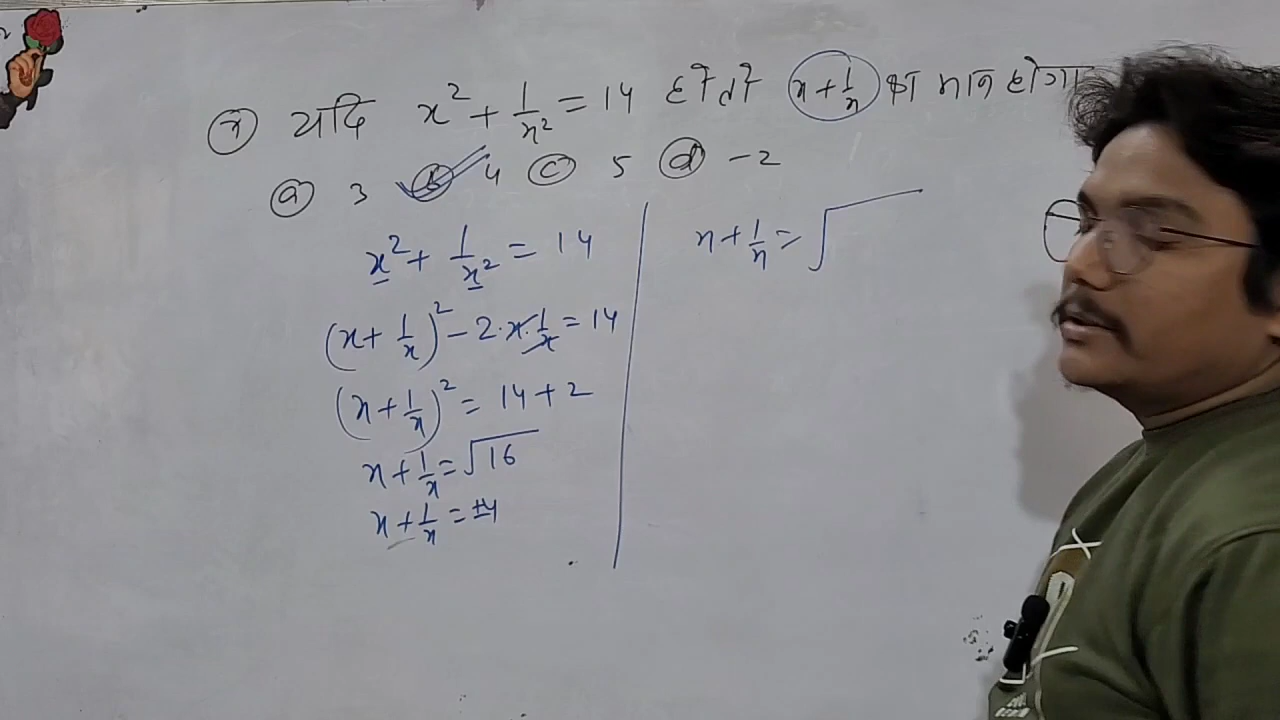 यदि x² + 1/x² = 14 हो तो x + 1/x का मान होगा
(a) 3 (b) 4 (c) 5 (d) -2
x² + 1/x² = 14
(x + 1/x)² - 2·x·1/x = 14
(x + 1/x)² = 14 + 2
x + 1/x = √16
x + 1/x = ±4
x + 1/x = √